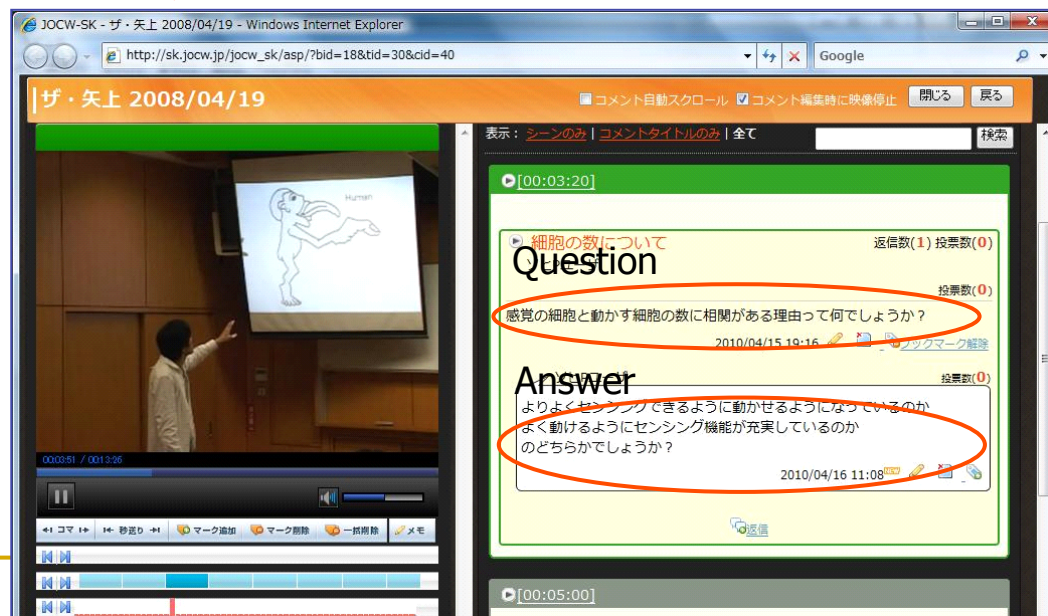 JOCW-SK - ザ・矢上 2008/04/19 - Windows Internet Explorer
http://sk.jocw.jp/jocw_sk/asp/?bid=18&tid=30&cid=40
Google
ザ・矢上 2008/04/19
コメント自動スクロール
コメント編集時に映像停止
閉じる
戻る
Human
00:03:51 / 00:13:26
コマ
秒送り
マーク追加
マーク削除
一括削除
メモ
表示： シーンのみ | コメントタイトルのみ | 全て
検索
[00:03:20]
細胞の数について
返信数(1) 投票数(0)
Question
投票数(0)
感覚の細胞と動かす細胞の数に相関がある理由って何でしょうか？
2010/04/15 19:16
ブックマーク解除
Answer
投票数(0)
よりよくセンシングできるように動かせるようになっているのか
よく動けるようにセンシング機能が充実しているのか
のどちらかでしょうか？
2010/04/16 11:08
返信
[00:05:00]